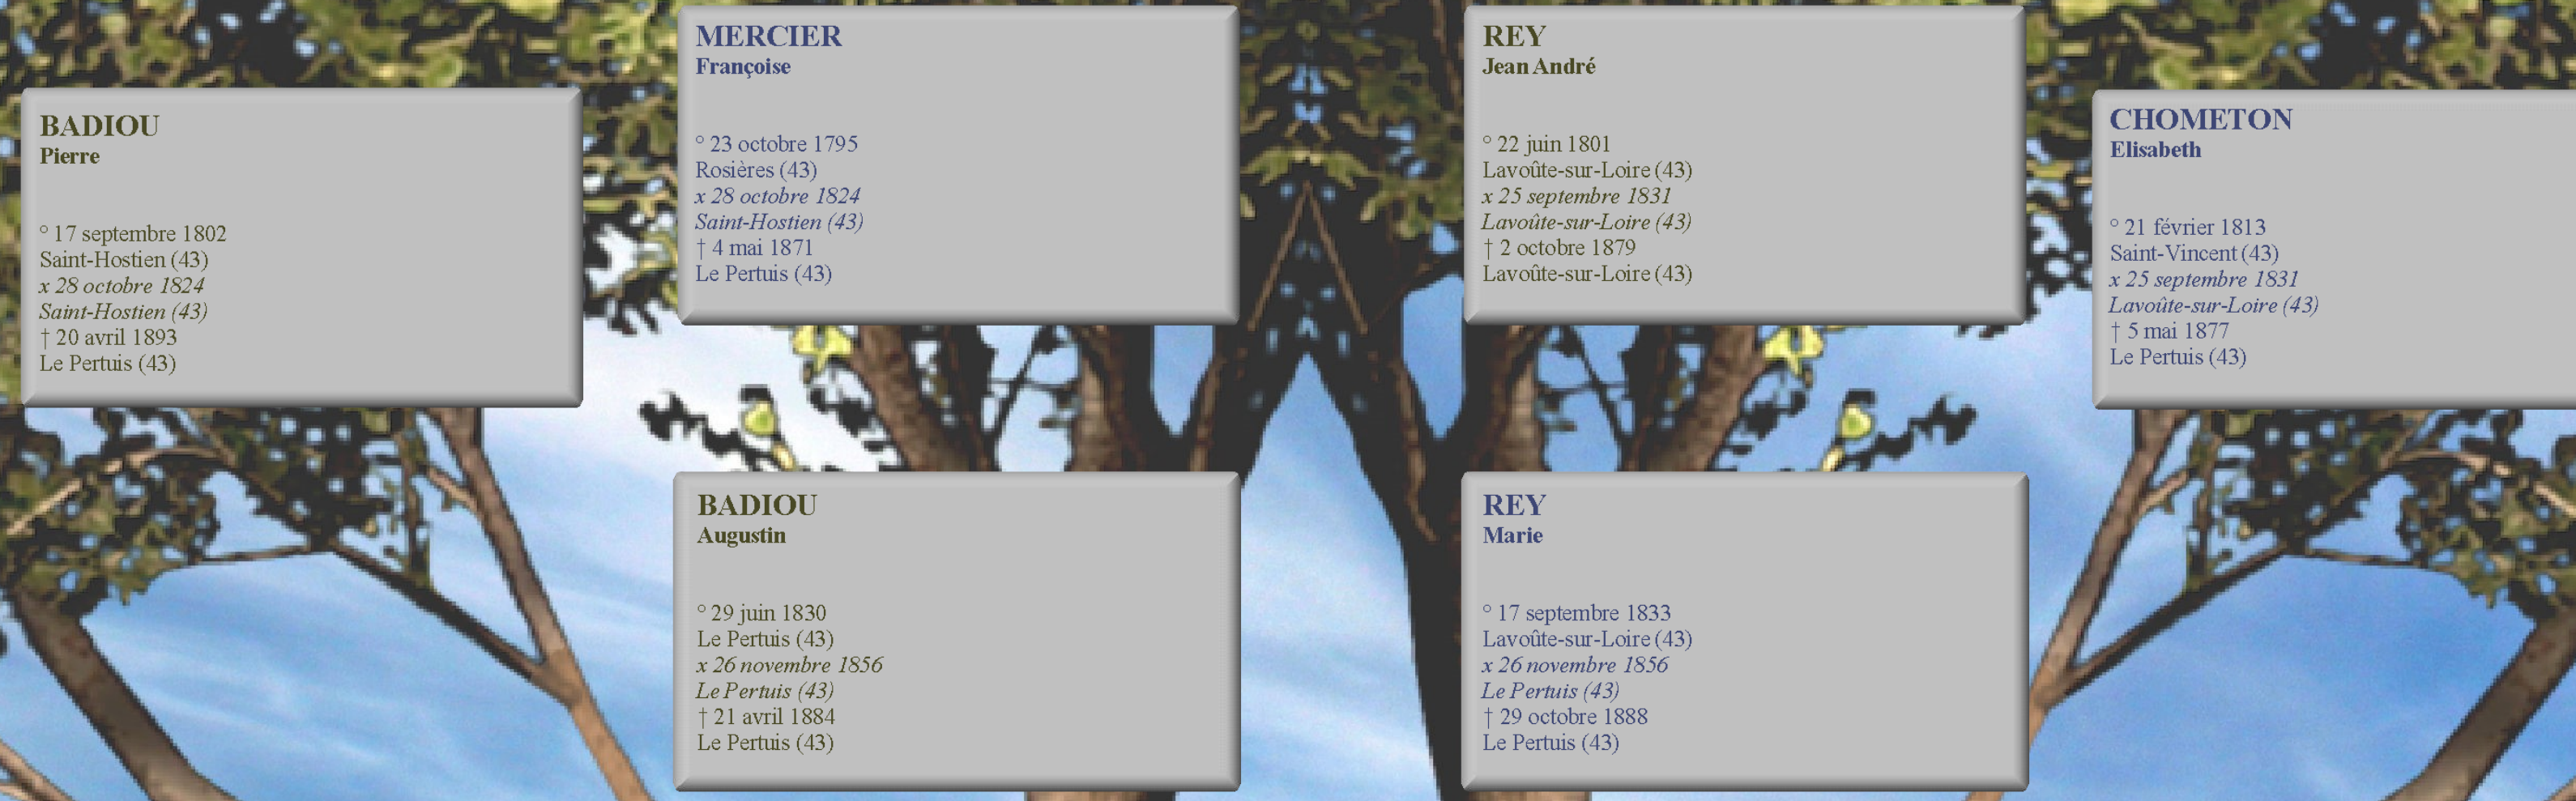 BADIOU
Pierre
° 17 septembre 1802
Saint-Hostien (43)
x 28 octobre 1824
Saint-Hostien (43)
† 20 avril 1893
Le Pertuis (43)
MERCIER
Françoise
° 23 octobre 1795
Rosières (43)
x 28 octobre 1824
Saint-Hostien (43)
† 4 mai 1871
Le Pertuis (43)
REY
Jean André
° 22 juin 1801
Lavoûte-sur-Loire (43)
x 25 septembre 1831
Lavoûte-sur-Loire (43)
† 2 octobre 1879
Lavoûte-sur-Loire (43)
CHOMETON
Elisabeth
° 21 février 1813
Saint-Vincent (43)
x 25 septembre 1831
Lavoûte-sur-Loire (43)
† 5 mai 1877
Le Pertuis (43)
BADIOU
Augustin
° 29 juin 1830
Le Pertuis (43)
x 26 novembre 1856
Le Pertuis (43)
† 21 avril 1884
Le Pertuis (43)
REY
Marie
° 17 septembre 1833
Lavoûte-sur-Loire (43)
x 26 novembre 1856
Le Pertuis (43)
† 29 octobre 1888
Le Pertuis (43)